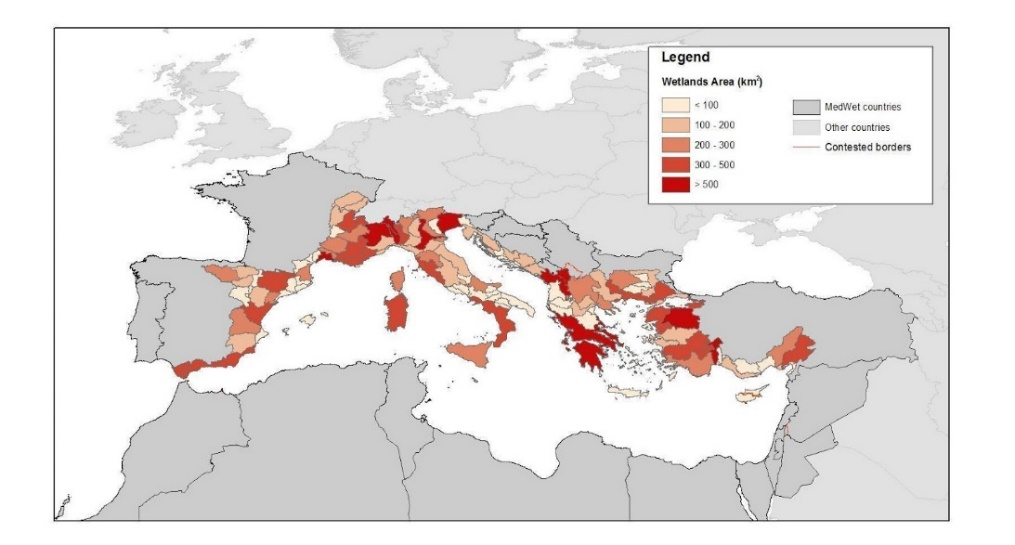 Legend
Wetlands Area (km²)
< 100
100 - 200
200 - 300
300 - 500
> 500
MedWet countries
Other countries
Contested borders